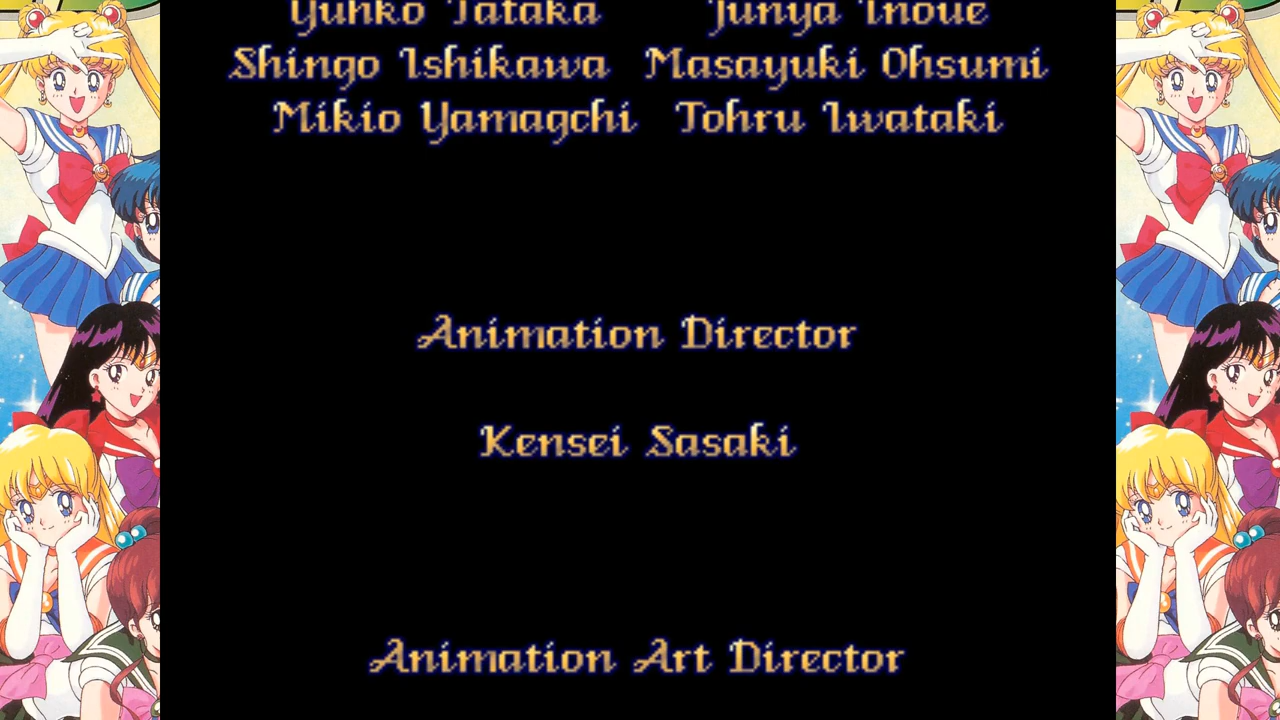 Yuhko Tataka Junya Inoue
Shingo Ishikawa Masayuki Ohsumi
Mikio Yamagchi Tohru Iwataki
Animation Director
Kensei Sasaki
Animation Art Director